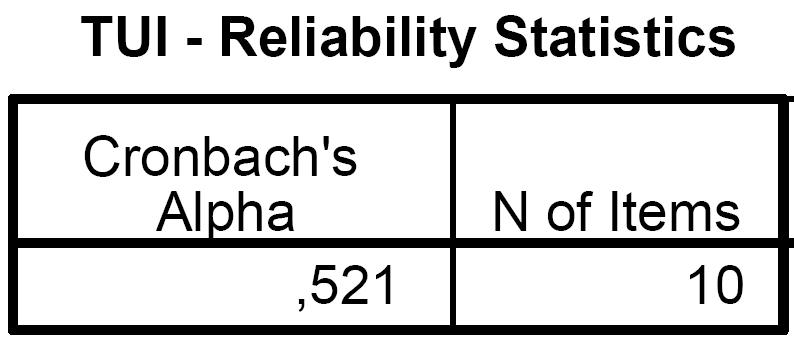 TUI - Reliability Statistics
Cronbach's
Alpha
N of Items
,521
10